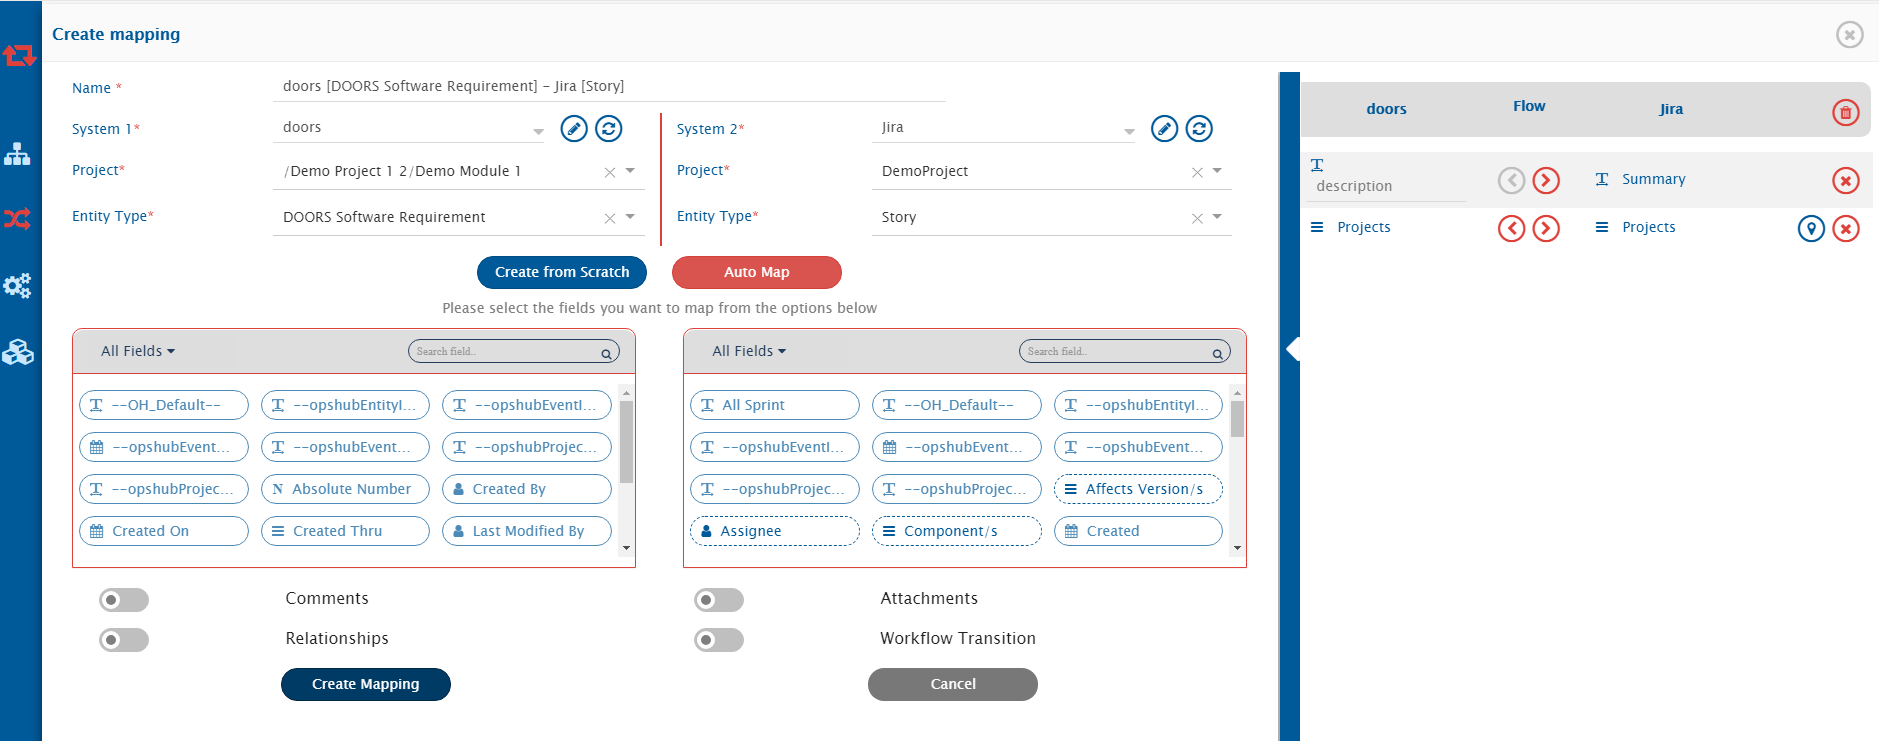 Create mapping
Name *
doors [DOORS Software Requirement] - Jira [Story]
System 1*
doors
System 2*
Jira
Project*
/Demo Project 1 2/Demo Module 1
Project*
DemoProject
Entity Type*
DOORS Software Requirement
Entity Type*
Story
Create from Scratch
Auto Map
Please select the fields you want to map from the options below
All Fields
Search field..
--OH_Default--
--opshubEntityI...
--opshubEventI...
--opshubEvent...
--opshubEvent...
--opshubProjec...
--opshubProjec...
N Absolute Number
Created By
Created On
Created Thru
Last Modified By
All Fields
Search field..
All Sprint
--OH_Default--
--opshubEntityI...
--opshubEventI...
--opshubEvent...
--opshubEvent...
--opshubProjec...
--opshubProjec...
Affects Version/s
Assignee
Component/s
Created
Comments
Attachments
Relationships
Workflow Transition
Create Mapping
Cancel
doors
Flow
Jira
description
Summary
Projects
Projects